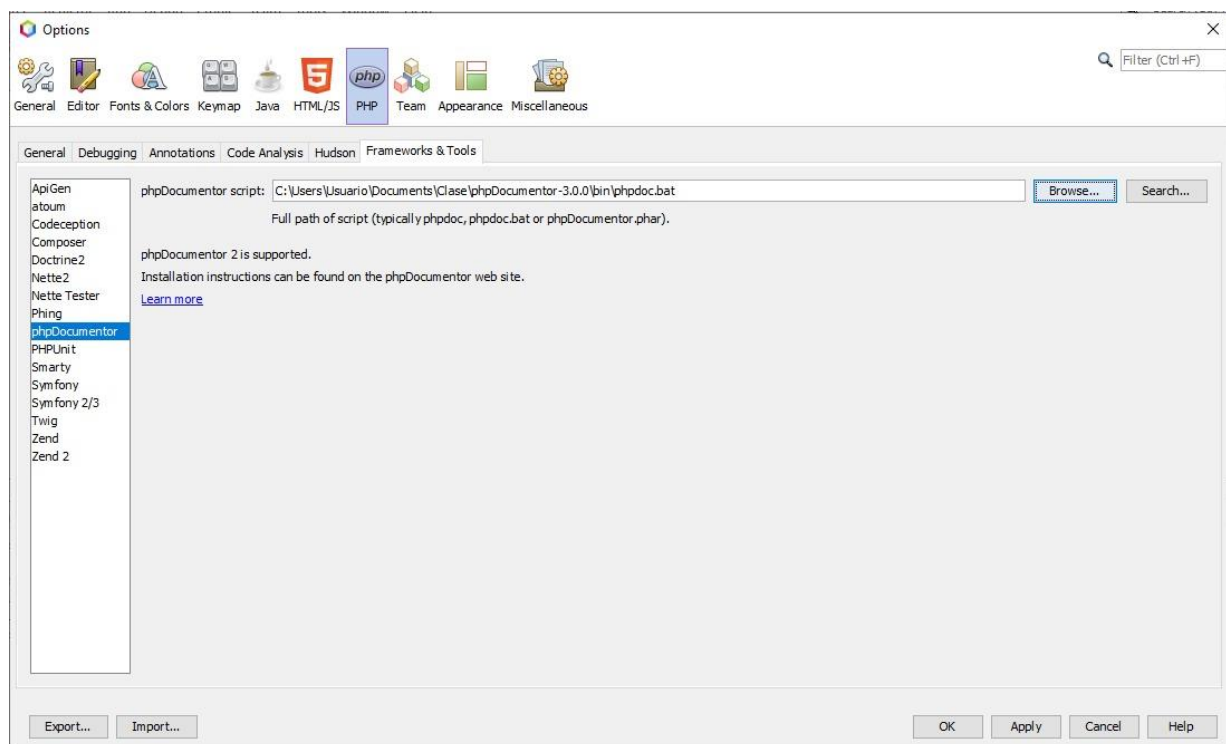 Options
Filter (Ctrl+F)
php
General Editor Fonts & Colors Keymap Java HTML/JS PHP Team Appearance Miscellaneous
General Debugging Annotations Code Analysis Hudson Frameworks & Tools
ApiGen
atoum
Codeception
Composer
Doctrine2
Nette2
Nette Tester
Phing
phpDocumentor
PHPUnit
Smarty
Symfony
Symfony 2/3
Twig
Zend
Zend 2
phpDocumentor script: C:\Users\Usuario\Documents\Clase\phpDocumentor-3.0.0\bin\phpdoc.bat Browse... Search...
Full path of script (typically phpdoc, phpdoc.bat or phpDocumentor.phar).
phpDocumentor 2 is supported.
Installation instructions can be found on the phpDocumentor web site.
Learn more
Export... Import... OK Apply Cancel Help